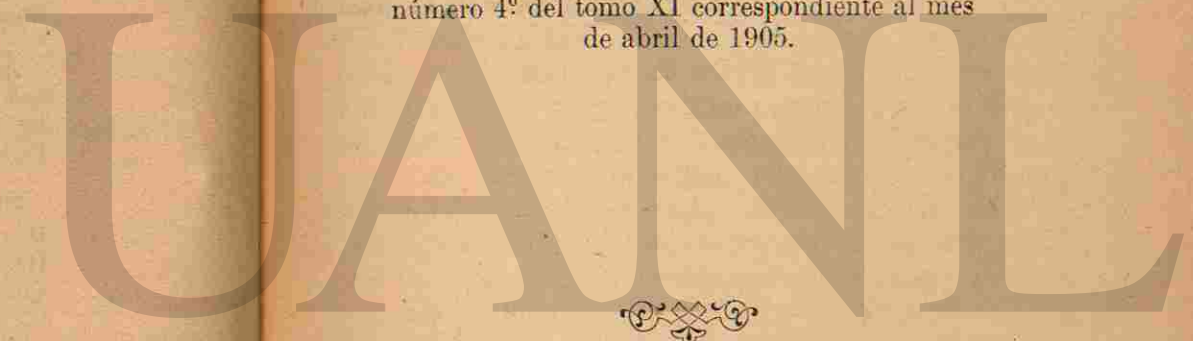 número 4º del tomo XI correspondiente al mes
de abril de 1905.
UANL